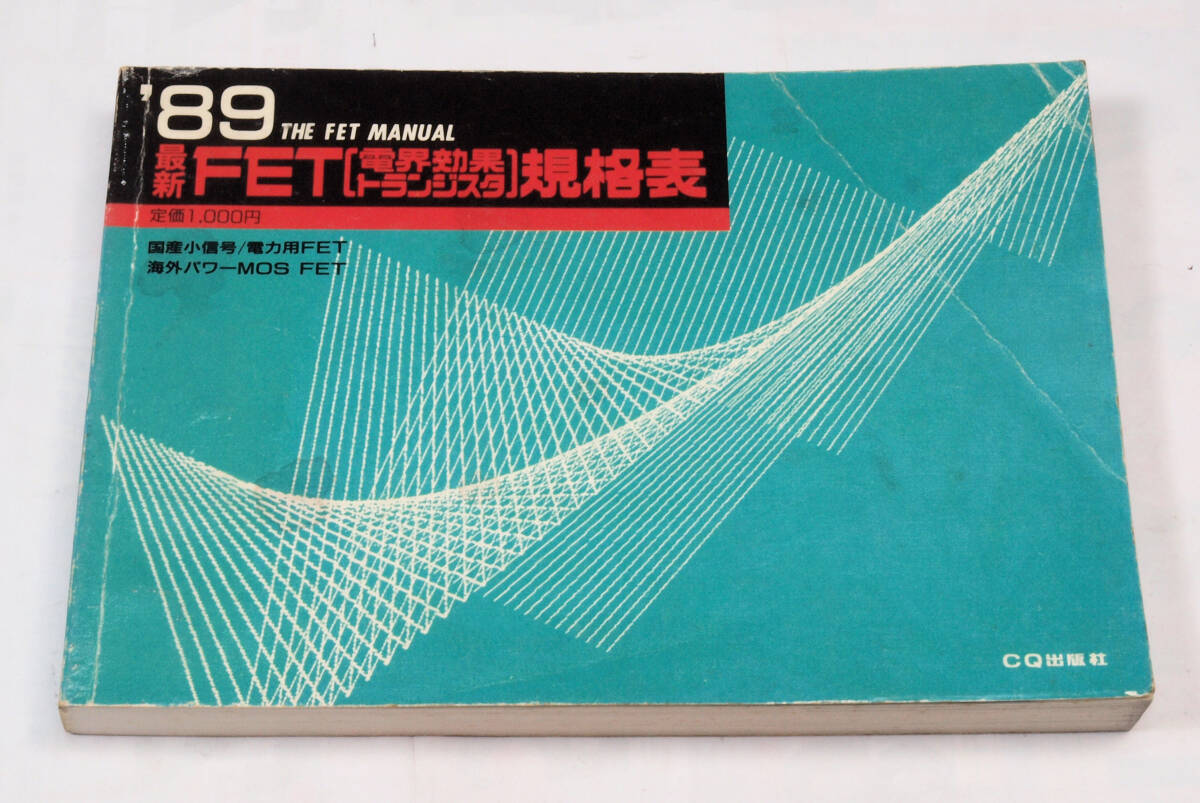 '89 THE FET MANUAL
最新 FET[電界効果トランジスタ]規格表
定価1,000円
国産小信号/電力用FET
海外パワーMOS FET
CQ出版社